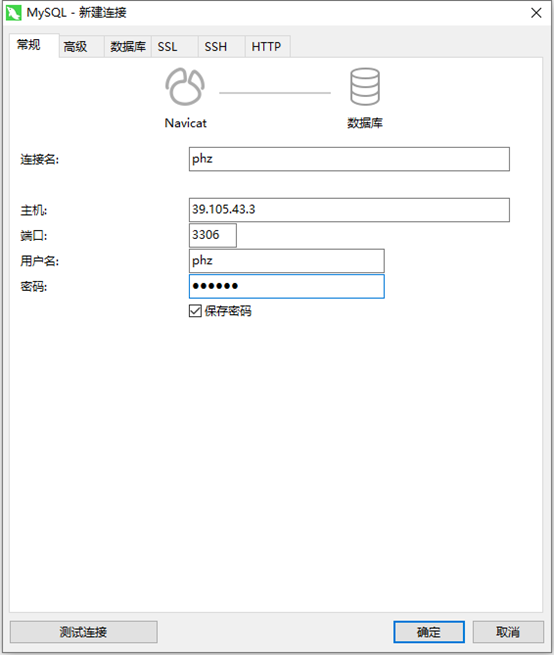 MySQL - 新建连接
常规 高级 数据库 SSL SSH HTTP
Navicat 数据库
连接名: phz
主机: 39.105.43.3
端口: 3306
用户名: phz
密码: ●●●●●●
保存密码
测试连接 确定 取消